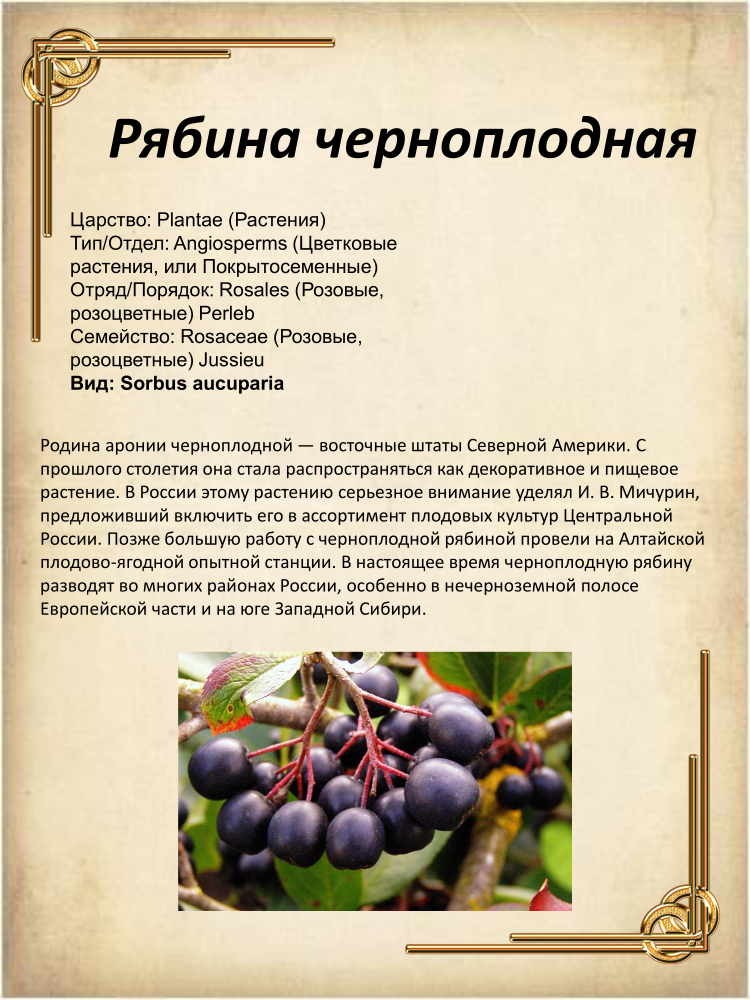 Рябина черноплодная
Царство: Plantae (Растения)
Тип/Отдел: Angiosperms (Цветковые
растения, или Покрытосеменные)
Отряд/Порядок: Rosales (Розовые,
розоцветные) Perleb
Семейство: Rosaceae (Розовые,
розоцветные) Jussieu
Вид: Sorbus aucuparia
Родина аронии черноплодной — восточные штаты Северной Америки. С
прошлого столетия она стала распространяться как декоративное и пищевое
растение. В России этому растению серьезное внимание уделял И. В. Мичурин,
предложивший включить его в ассортимент плодовых культур Центральной
России. Позже большую работу с черноплодной рябиной провели на Алтайской
плодово-ягодной опытной станции. В настоящее время черноплодную рябину
разводят во многих районах России, особенно в нечерноземной полосе
Европейской части и на юге Западной Сибири.